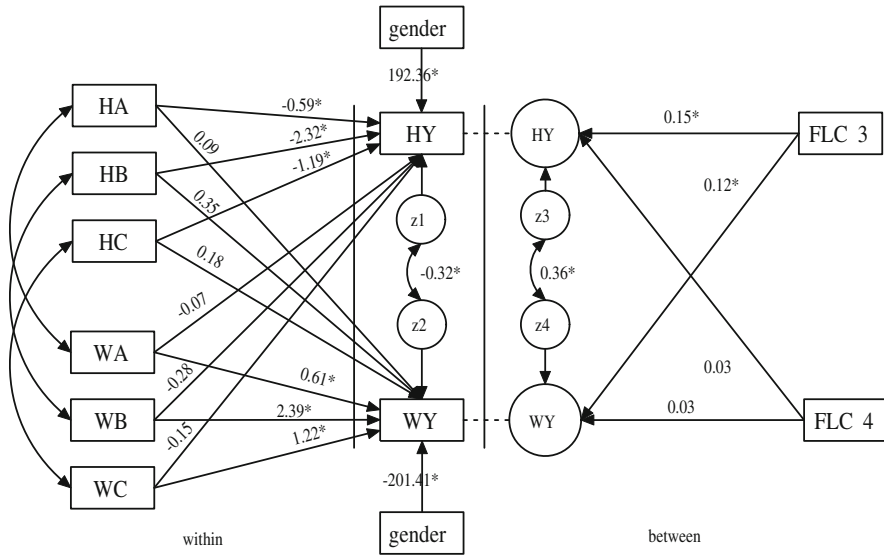 gender
192.36*
HA
-0.59*
HY
HY
0.15*
FLC 3
0.09
-2.32*
HB
-1.19*
0.35
0.12*
HC
0.18
z1
z3
-0.32*
0.36*
-0.07
z2
z4
WA
-0.28
0.61*
0.03
WB
2.39*
WY
WY
0.03
FLC 4
-0.15
1.22*
WC
-201.41*
within
gender
between